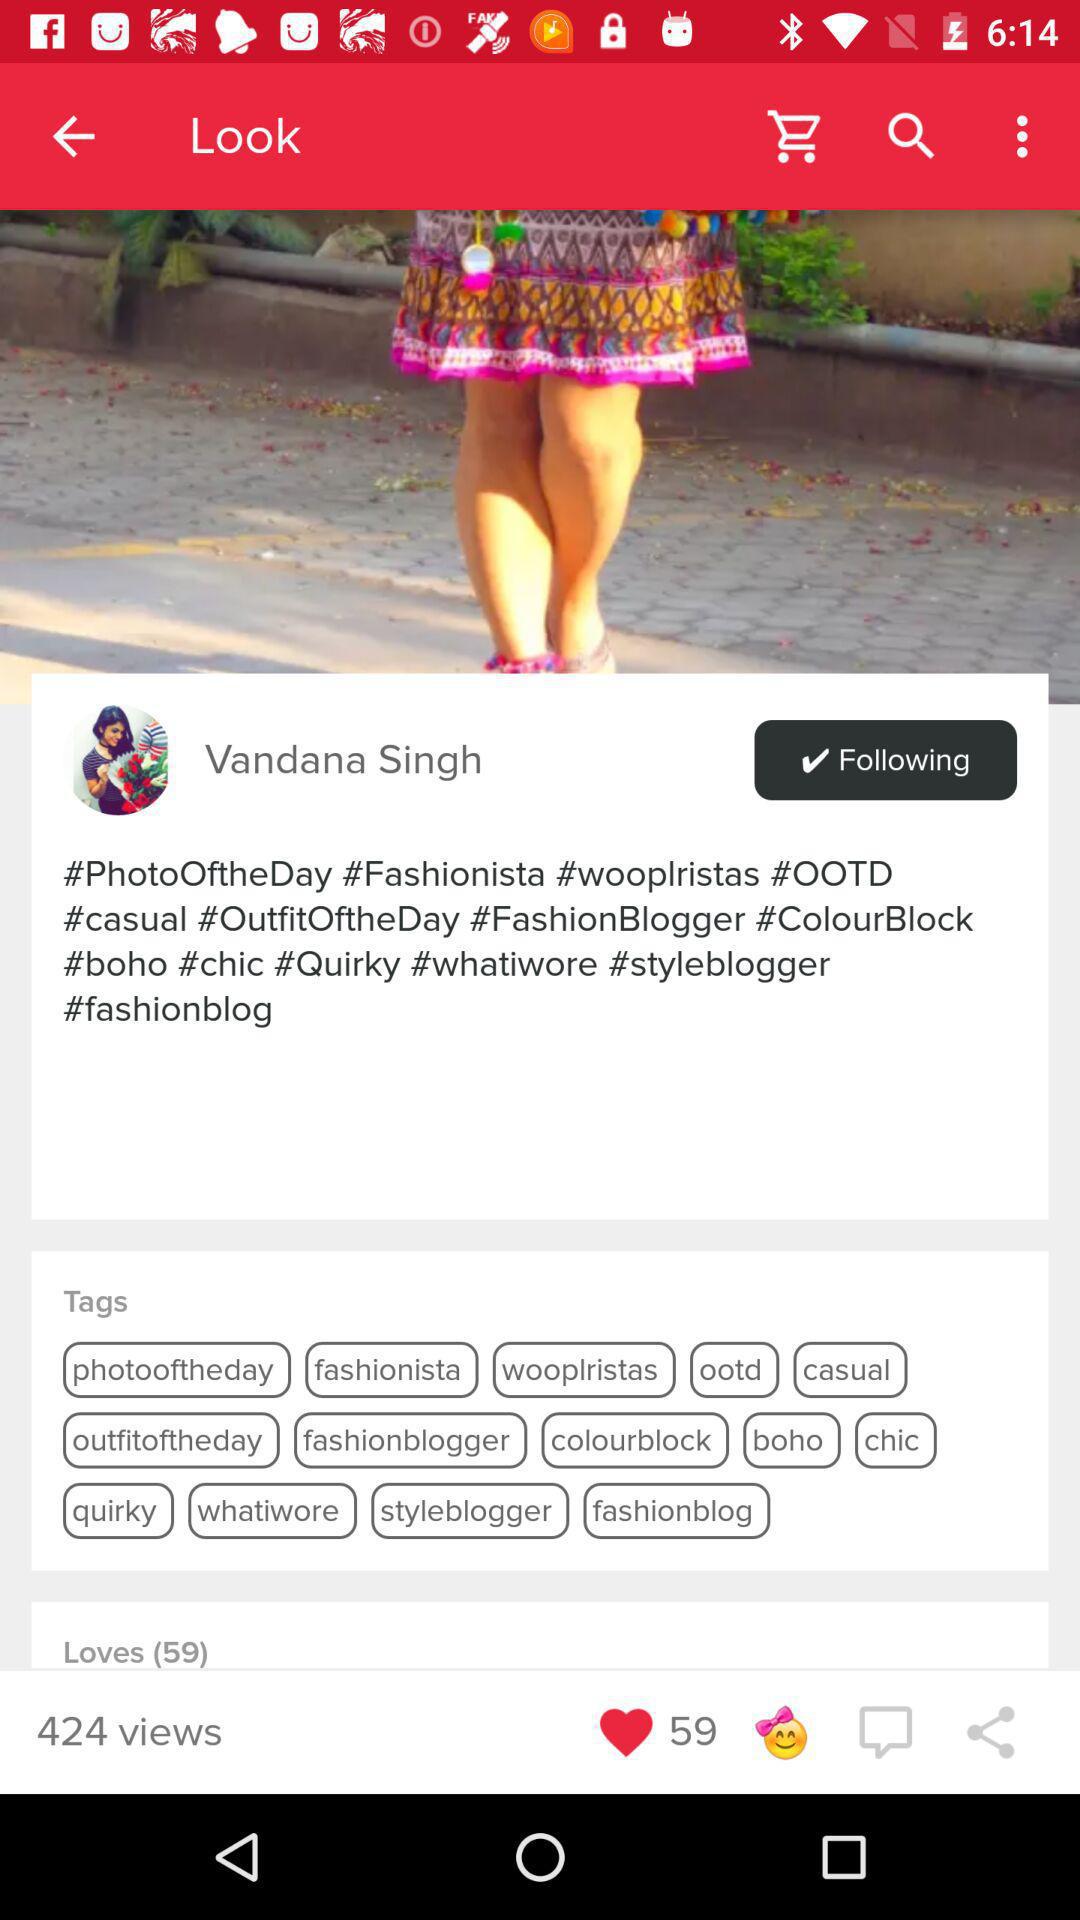 FAKE
6:14
Look
Vandana Singh
✔ Following
#PhotoOftheDay #Fashionista #wooplristas #OOTD
#casual #OutfitOftheDay #FashionBlogger #ColourBlock
#boho #chic #Quirky #whatiwore #styleblogger
#fashionblog
Tags
photooftheday fashionista wooplristas ootd casual
outfitoftheday fashionblogger colourblock boho chic
quirky whatiwore styleblogger fashionblog
Loves (59)
424 views 59